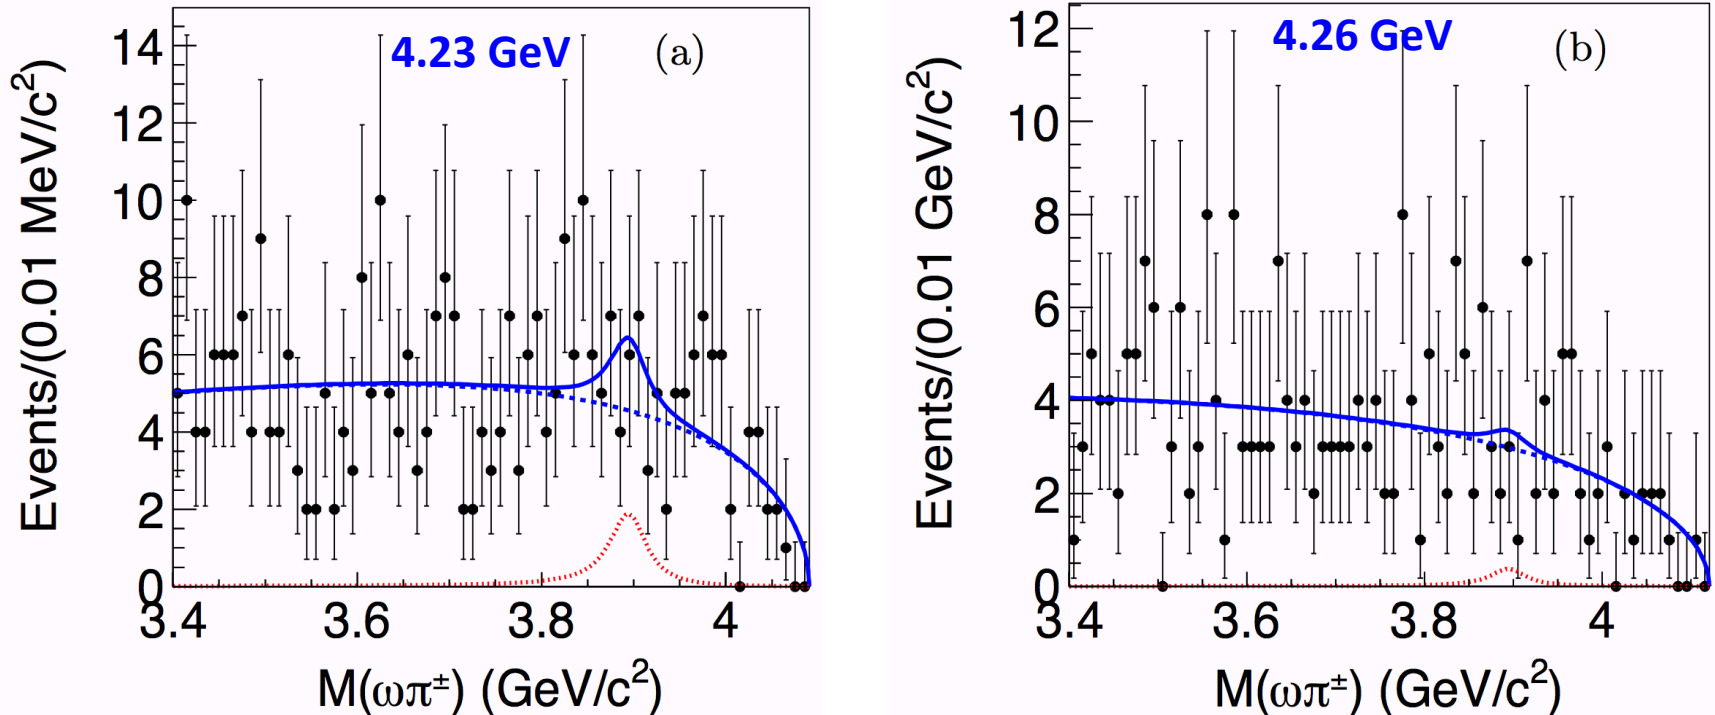 4.23 GeV
(a)
Events/(0.01 MeV/c²)
14
12
10
8
6
4
2
0
3.4 3.6 3.8 4
M(ωπ±) (GeV/c²)
4.26 GeV
(b)
Events/(0.01 GeV/c²)
12
10
8
6
4
2
0
3.4 3.6 3.8 4
M(ωπ±) (GeV/c²)